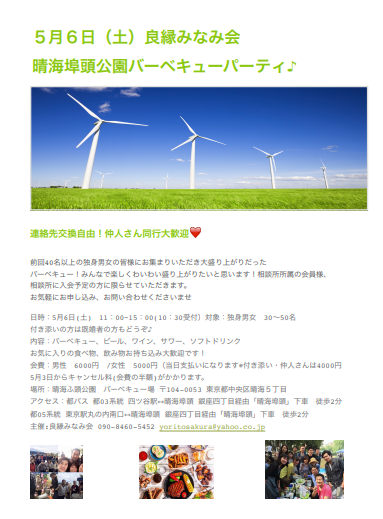 ５月６日（土）良縁みなみ会
晴海埠頭公園バーベキューパーティ♪
連絡先交換自由！仲人さん同行大歓迎❤
前回40名以上の独身男女の皆様にお集まりいただき大盛り上がりだった
バーベキュー！みんなで楽しくわいわい盛り上がりたいと思います！相談所所属の会員様、
相談所に入会予定の方に限らせていただきます。
お気軽にお申し込み、お問い合わせくださいませ
日時：5月6日(土)　11：00-15：00(10：30受付) 対象：独身男女　30～50名
付き添いの方は既婚者の方もどうぞ♪
内容：バーベキュー、ビール、ワイン、サワー、ソフトドリンク
お気に入りの食べ物、飲み物お持ち込み大歓迎です！
会費：男性　6000円　/女性　5000円（当日支払いになります*付き添い・仲人さんは4000円
5月3日からキャンセル料(会費の半額)がかかります。
場所：晴海ふ頭公園　バーベキュー場　〒104-0053 東京都中央区晴海５丁目
アクセス：都バス 都03系統 四ツ谷駅↔晴海埠頭 銀座四丁目経由「晴海埠頭」下車　徒歩2分
都05系統 東京駅丸の内南口↔晴海埠頭 銀座四丁目経由「晴海埠頭」下車　徒歩2分
主催：良縁みなみ会 090-8460-5452 yoritosakura@yahoo.co.jp